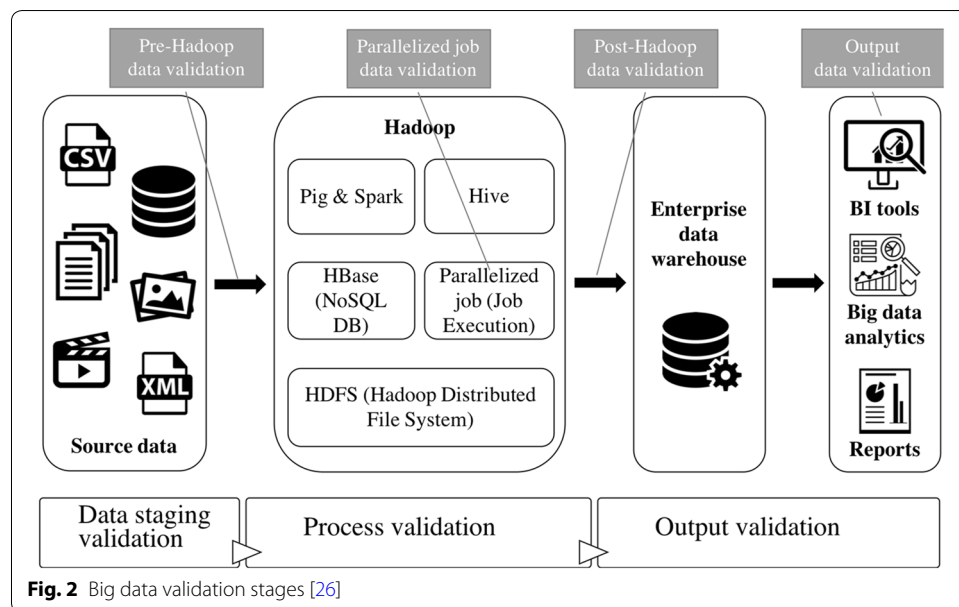 Pre-Hadoop
data validation
Parallelized job
data validation
Post-Hadoop
data validation
Output
data validation
CSV
XML
Source data
Hadoop
Pig & Spark
Hive
HBase
(NoSQL
DB)
Parallelized
job (Job
Execution)
HDFS (Hadoop Distributed
File System)
Enterprise
data
warehouse
BI tools
Big data
analytics
Reports
Data staging
validation
Process validation
Output validation
Fig. 2 Big data validation stages [26]